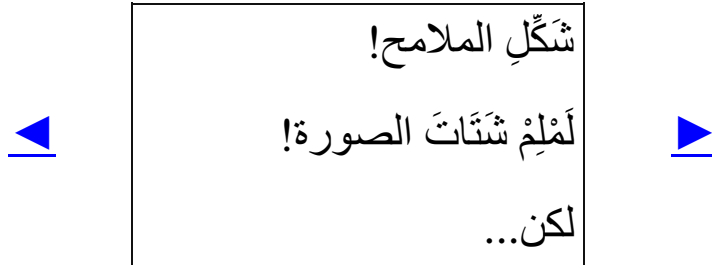 شَكِّلِ الملامح!
لَمْلِمْ شَتَاتَ الصورة!
لكن...